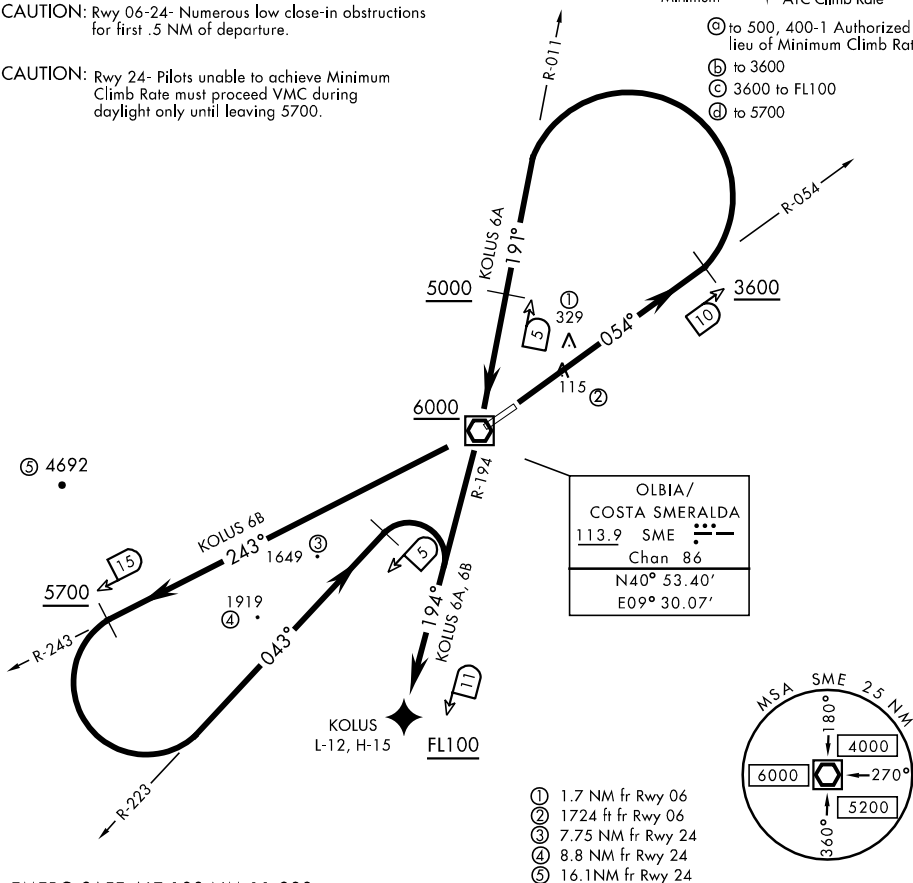 CAUTION: Rwy 06-24- Numerous low close-in obstructions
for first .5 NM of departure.
CAUTION: Rwy 24- Pilots unable to achieve Minimum
Climb Rate must proceed VMC during
daylight only until leaving 5700.
Minimum
ATC Climb Rate
ⓐ to 500, 400-1 Authorized
lieu of Minimum Climb
ⓑ to 3600
ⓒ 3600 to FL100
ⓓ to 5700
R-011
R-054
KOLUS 6A
191°
5000
5
① 329
054°
10
3600
115 ②
6000
R-194
⑤ 4692
KOLUS 6B
243°
1649 ③
15
5700
1919
④
5
R-243
043°
194°
KOLUS 6A, 6B
11
KOLUS
L-12, H-15
FL100
R-223
OLBIA/
COSTA SMERALDA
113.9 SME
Chan 86
N40° 53.40'
E09° 30.07'
MSA SME 25 NM
180°
4000
6000
270°
5200
360°
① 1.7 NM fr Rwy 06
② 1724 ft fr Rwy 06
③ 7.75 NM fr Rwy 24
④ 8.8 NM fr Rwy 24
⑤ 16.1NM fr Rwy 24